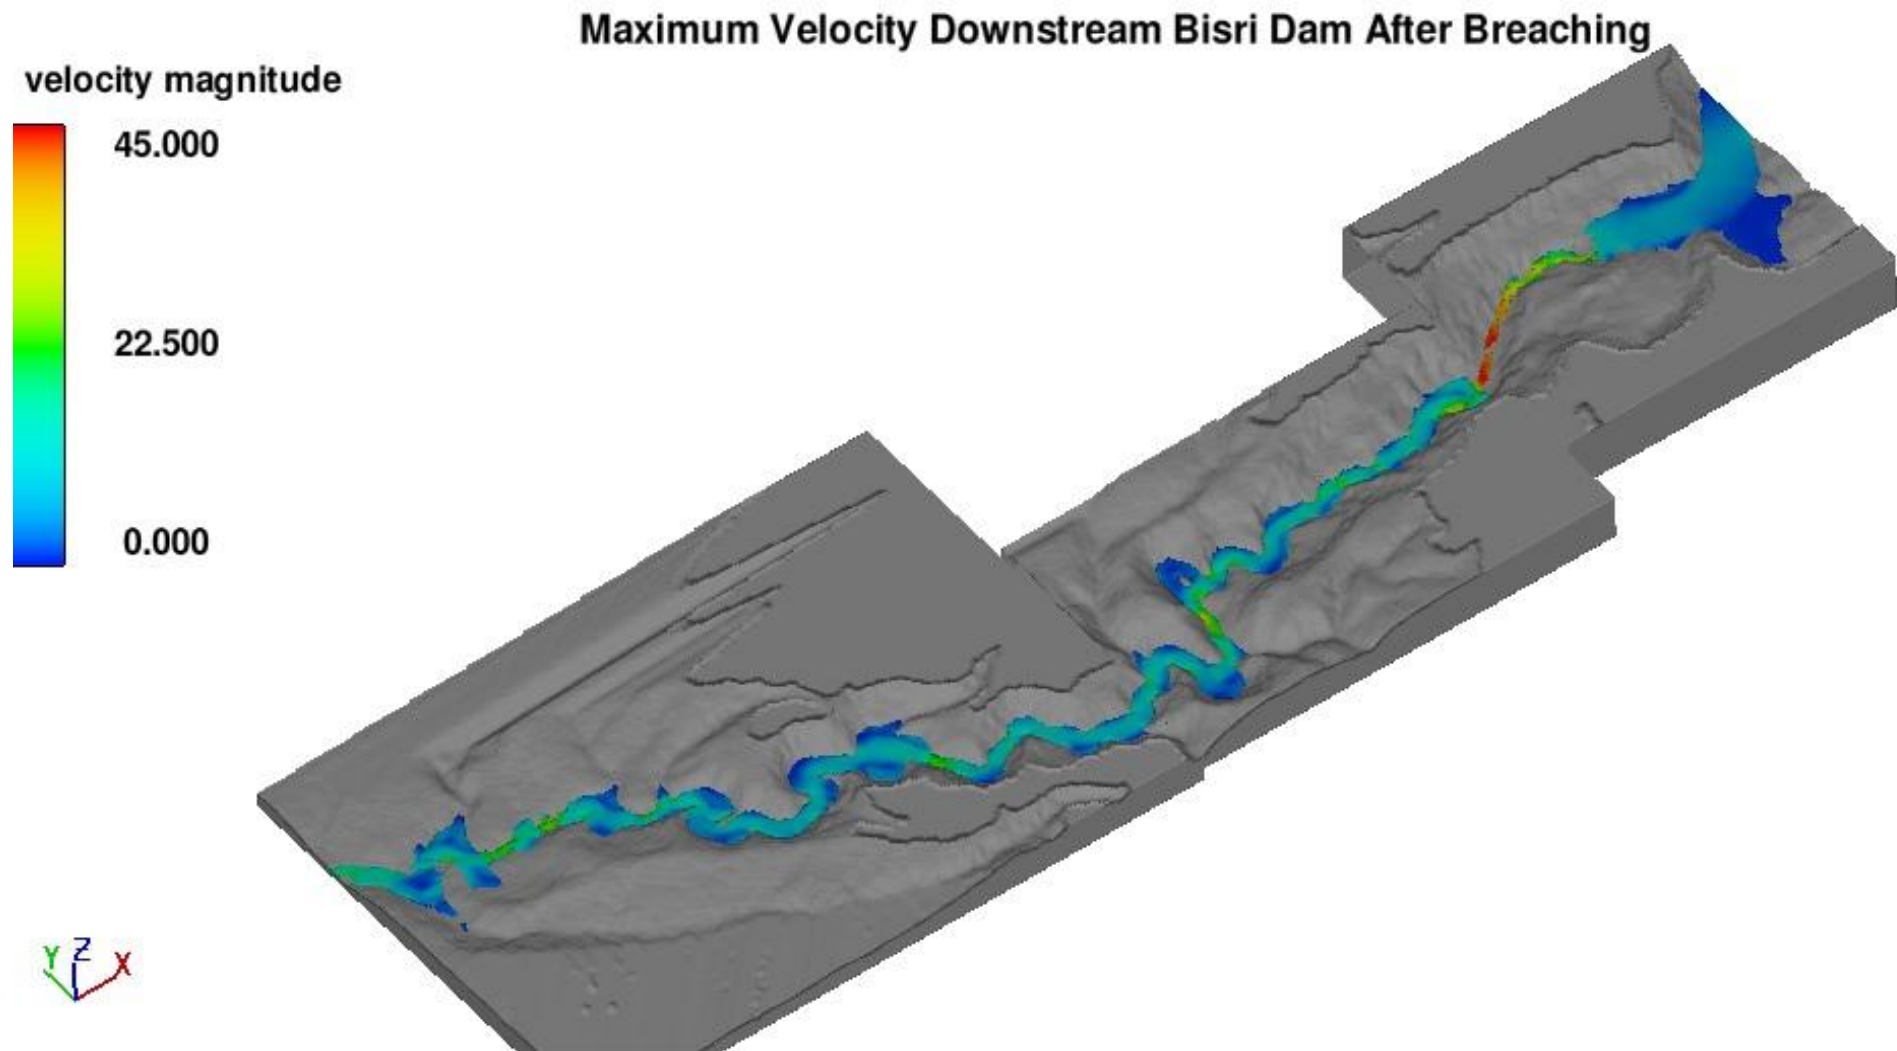 Maximum Velocity Downstream Bisri Dam After Breaching
velocity magnitude
45.000
22.500
0.000
Y Z X